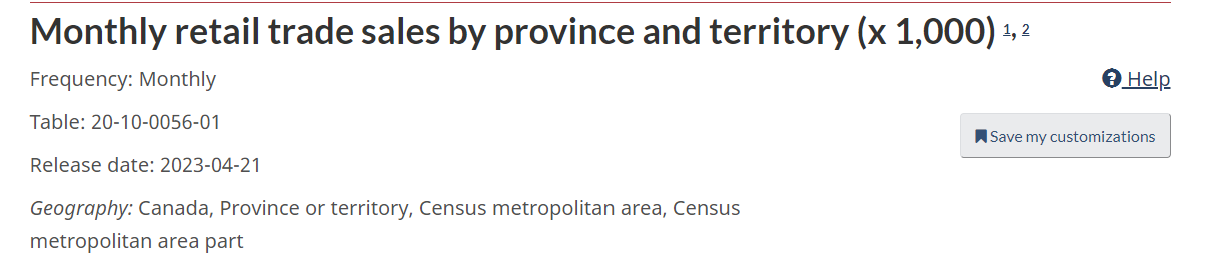 Monthly retail trade sales by province and territory (x 1,000) 1, 2
Frequency: Monthly
Help
Table: 20-10-0056-01
Save my customizations
Release date: 2023-04-21
Geography: Canada, Province or territory, Census metropolitan area, Census
metropolitan area part